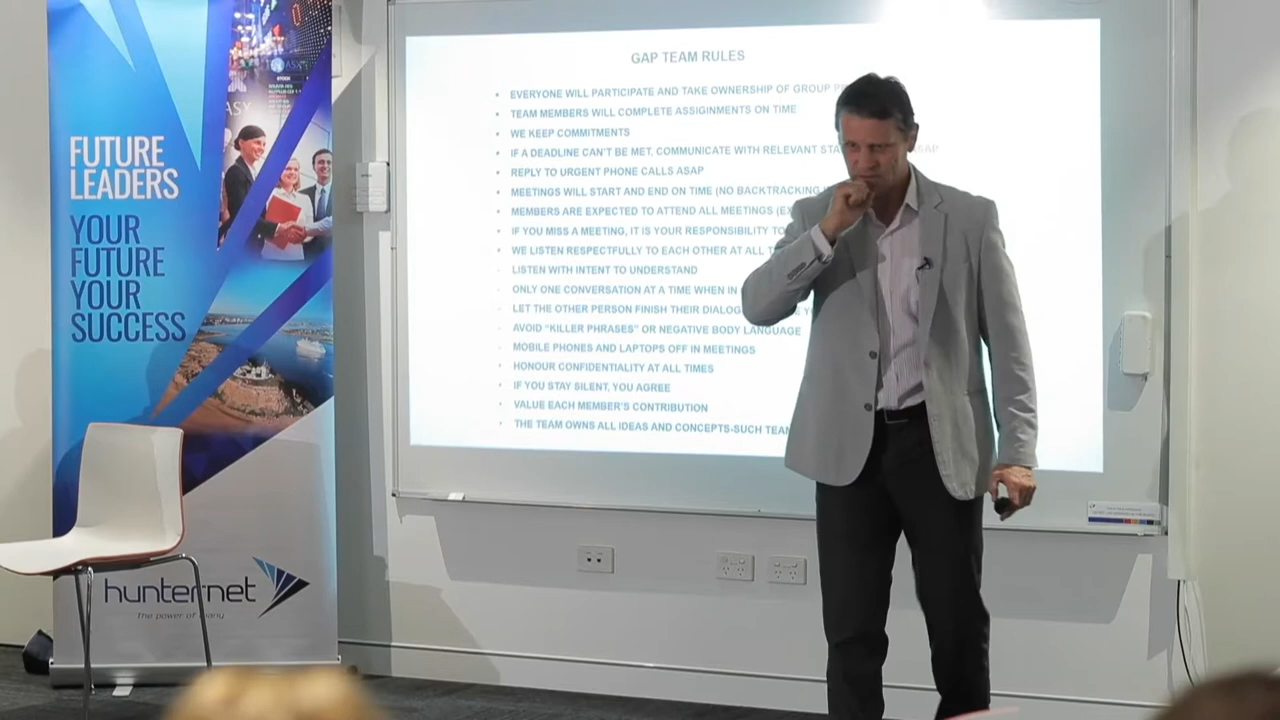 FUTURE
LEADERS
YOUR
FUTURE
YOUR
SUCCESS
hunternet
The power of many
GAP TEAM RULES
• EVERYONE WILL PARTICIPATE AND TAKE OWNERSHIP OF GROUP
• TEAM MEMBERS WILL COMPLETE ASSIGNMENTS ON TIME
• WE KEEP COMMITMENTS
• IF A DEADLINE CAN'T BE MET, COMMUNICATE WITH RELEVANT
• REPLY TO URGENT PHONE CALLS ASAP
• MEETINGS WILL START AND END ON TIME (NO BACKTRACKING
• MEMBERS ARE EXPECTED TO ATTEND ALL MEETINGS
• IF YOU MISS A MEETING, IT IS YOUR RESPONSIBILITY TO
• WE LISTEN RESPECTFULLY TO EACH OTHER AT ALL
- LISTEN WITH INTENT TO UNDERSTAND
- ONLY ONE CONVERSATION AT A TIME WHEN IN
- LET THE OTHER PERSON FINISH THEIR
- AVOID "KILLER PHRASES" OR NEGATIVE BODY LANGUAGE
- MOBILE PHONES AND LAPTOPS OFF IN MEETINGS
• HONOUR CONFIDENTIALITY AT ALL TIMES
• IF YOU STAY SILENT, YOU AGREE
• VALUE EACH MEMBER'S CONTRIBUTION
• THE TEAM OWNS ALL IDEAS AND CONCEPTS-SUCH